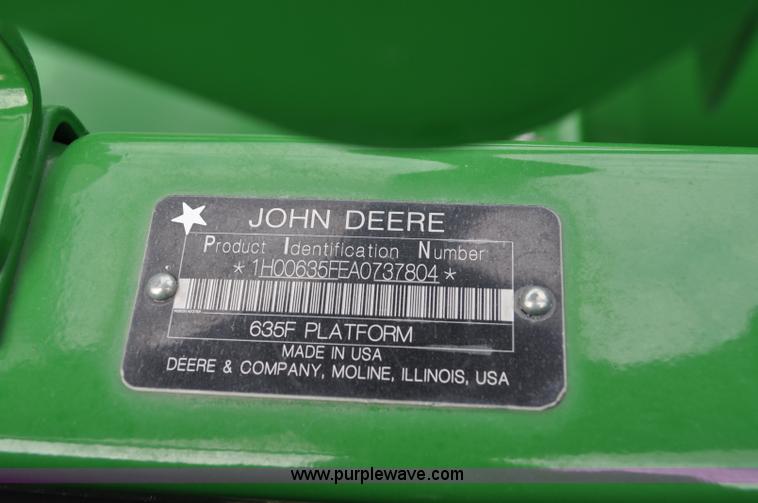 JOHN DEERE
Product Identification Number
*1H00635FEA0737804*
635F PLATFORM
MADE IN USA
DEERE & COMPANY, MOLINE, ILLINOIS, USA
www.purplewave.com